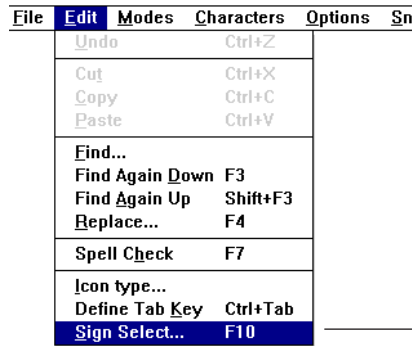 File Edit Modes Characters Options Sn
Undo Ctrl+Z
Cut Ctrl+X
Copy Ctrl+C
Paste Ctrl+V
Find...
Find Again Down F3
Find Again Up Shift+F3
Replace... F4
Spell Check F7
Icon type...
Define Tab Key Ctrl+Tab
Sign Select... F10